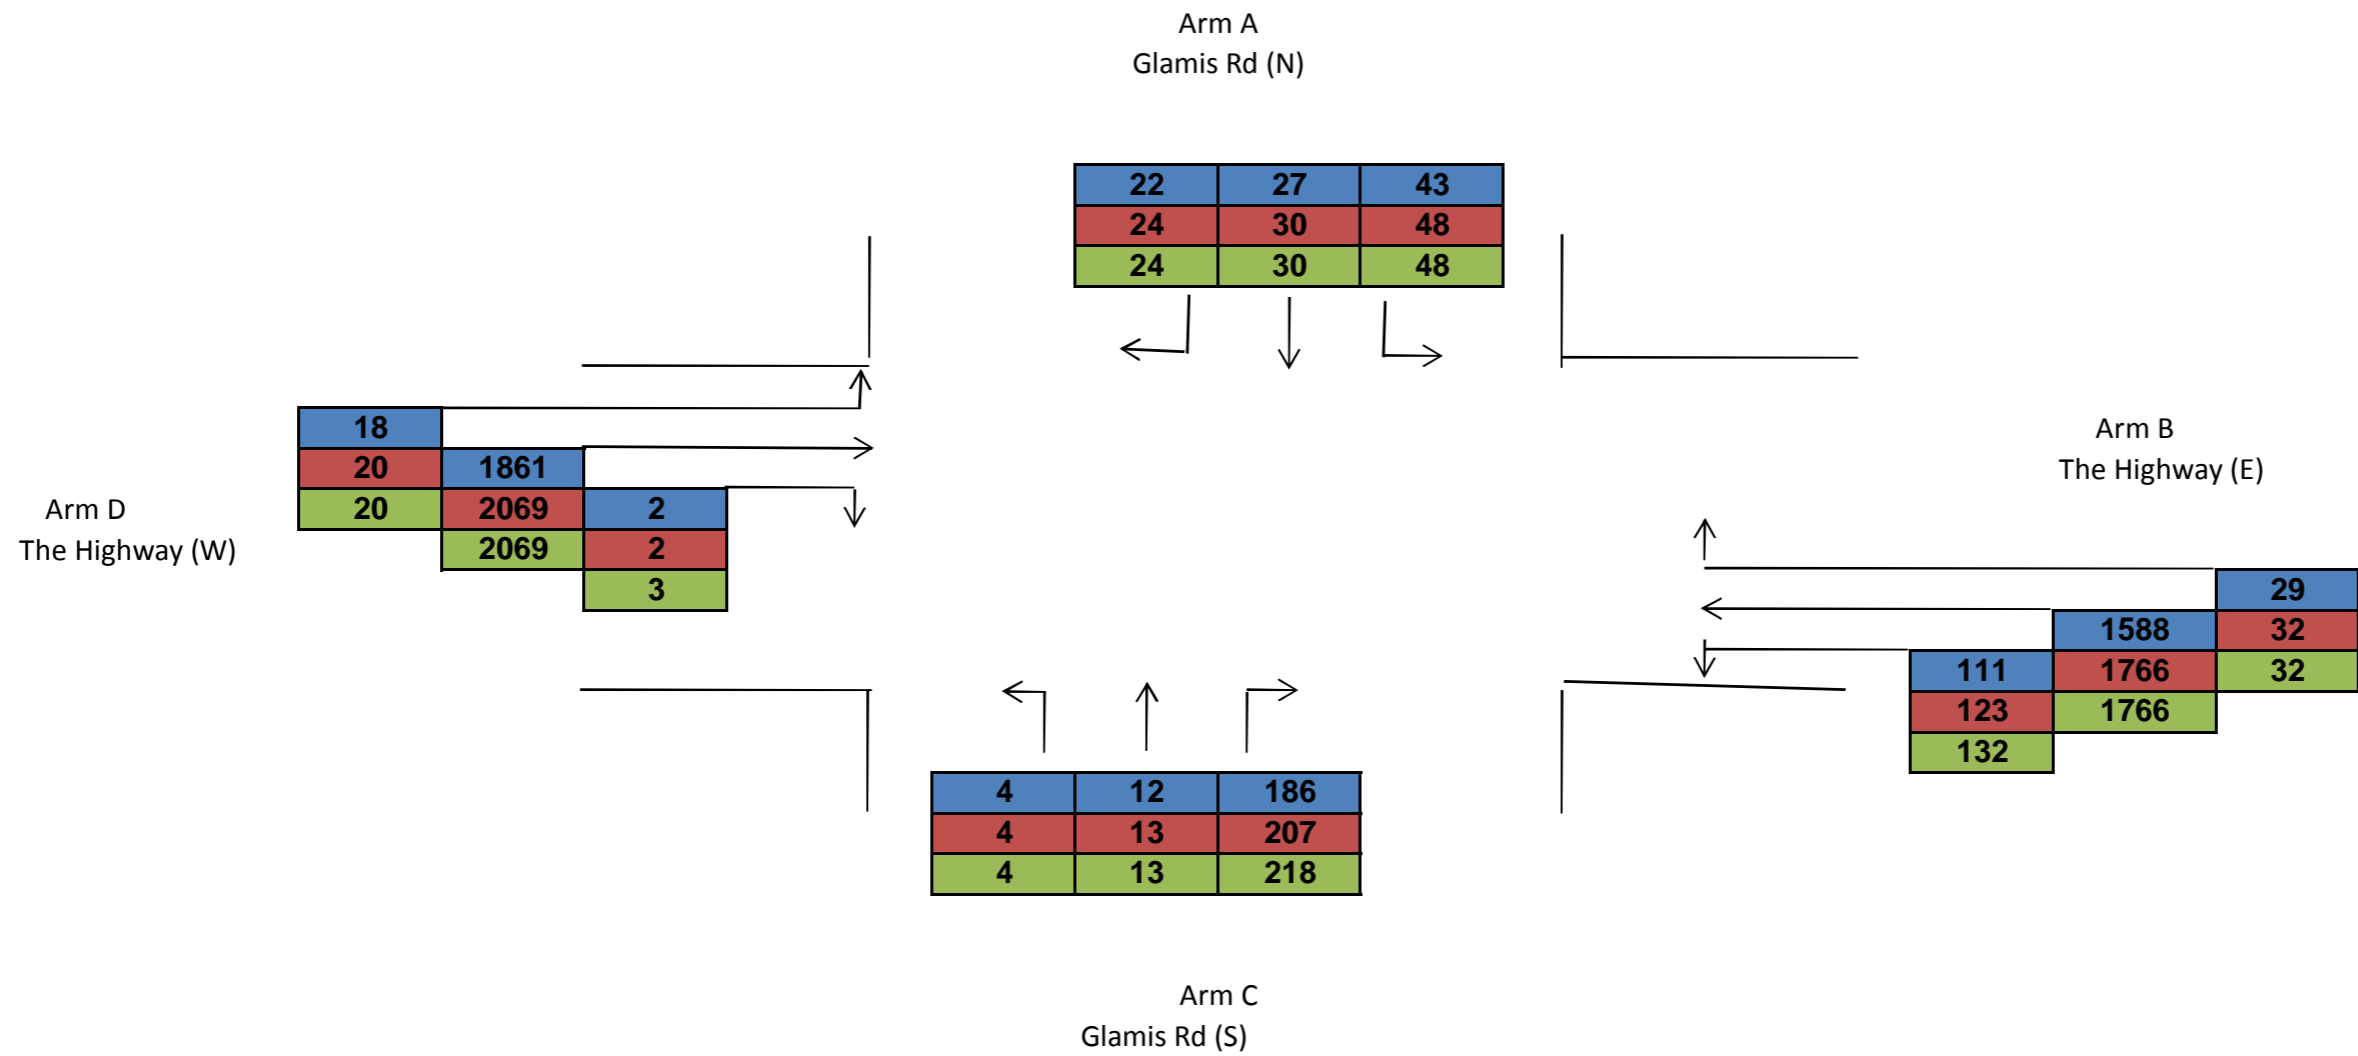 Arm A
Glamis Rd (N)
22 27 43
24 30 48
24 30 48
18
20 1861
20 2069 2
2069 2
3
Arm D
The Highway (W)
Arm B
The Highway (E)
29
1588 32
111 1766 32
123 1766
132
4 12 186
4 13 207
4 13 218
Arm C
Glamis Rd (S)